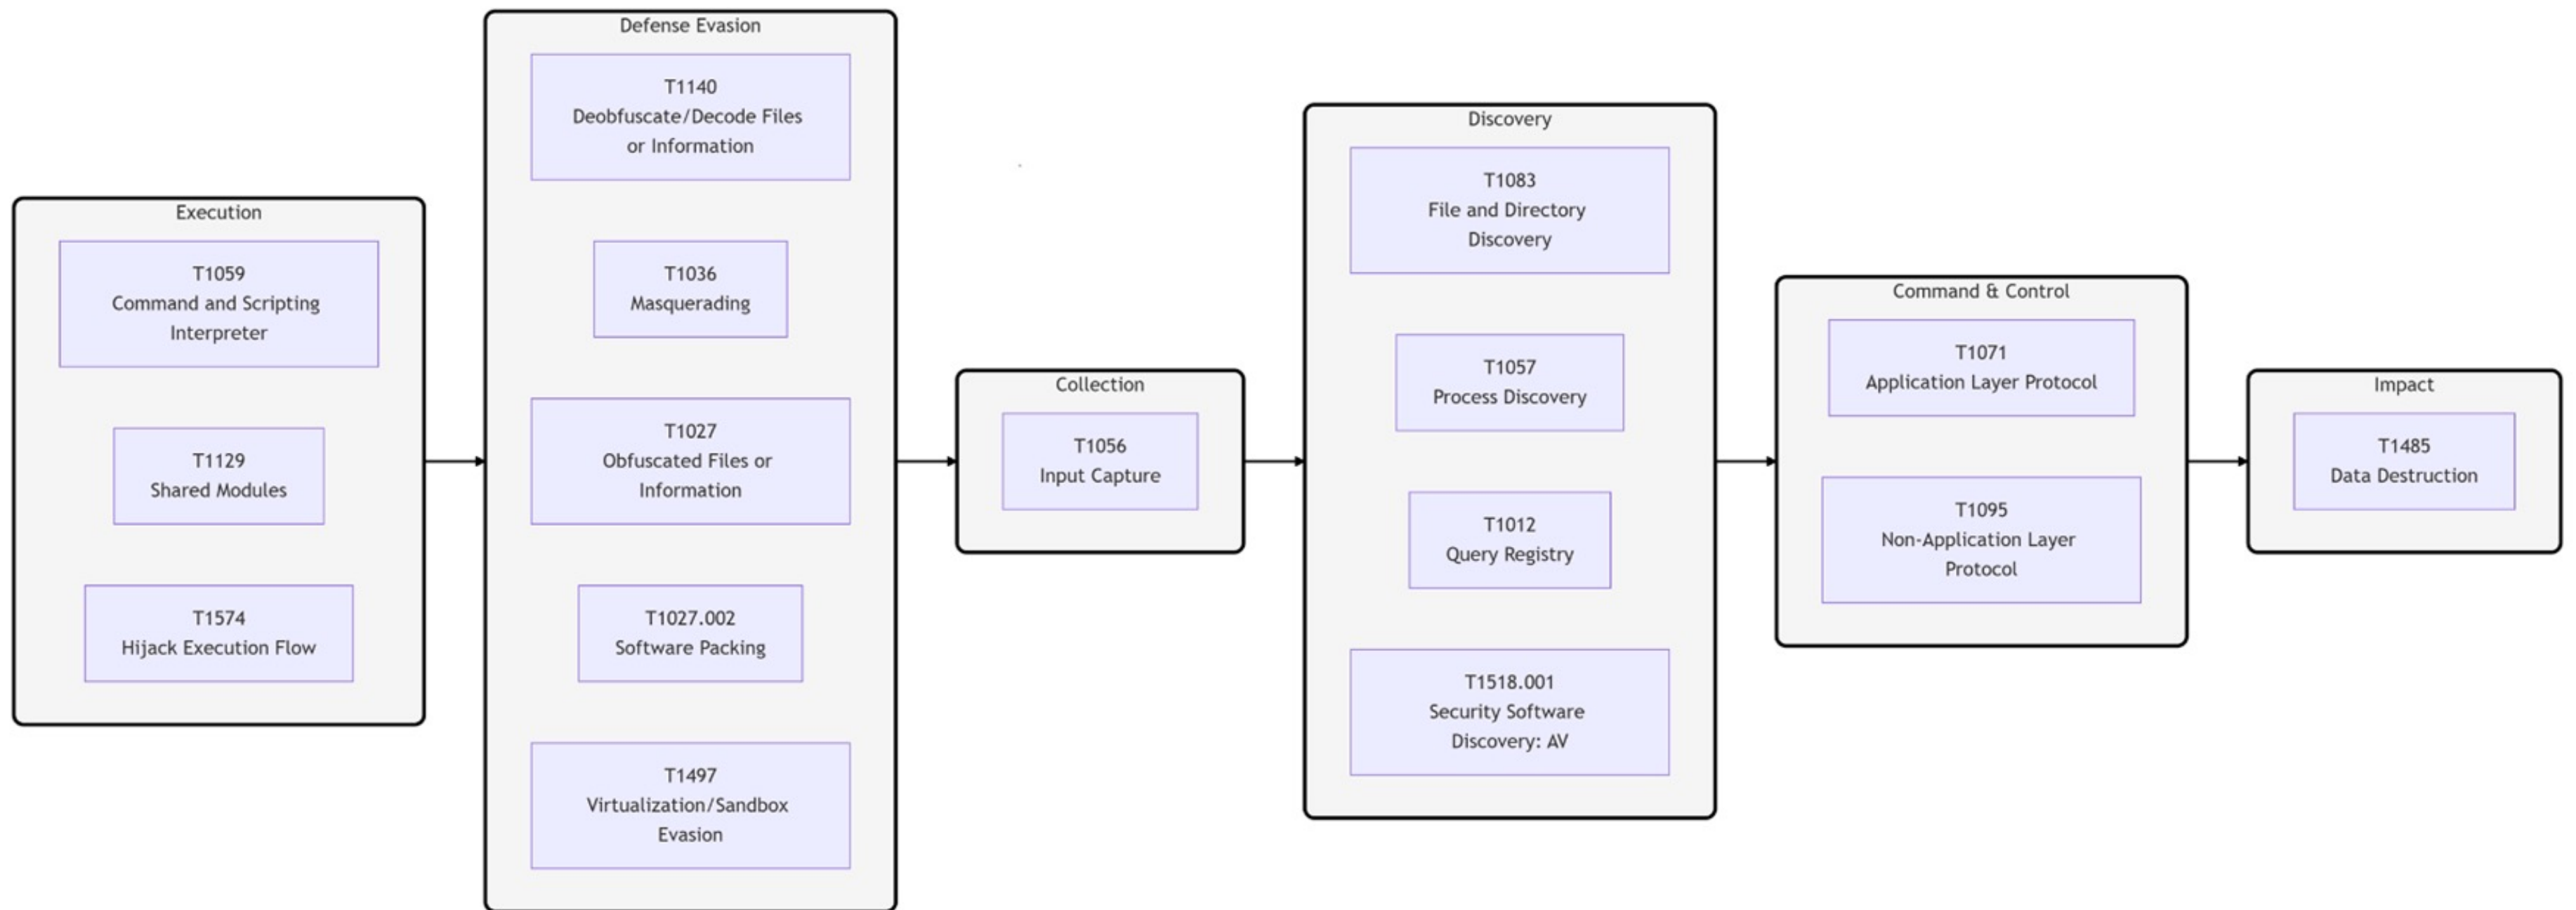 Execution
T1059
Command and Scripting
Interpreter
T1129
Shared Modules
T1574
Hijack Execution Flow
Defense Evasion
T1140
Deobfuscate/Decode Files
or Information
T1036
Masquerading
T1027
Obfuscated Files or
Information
T1027.002
Software Packing
T1497
Virtualization/Sandbox
Evasion
Collection
T1056
Input Capture
Discovery
T1083
File and Directory
Discovery
T1057
Process Discovery
T1012
Query Registry
T1518.001
Security Software
Discovery: AV
Command & Control
T1071
Application Layer Protocol
T1095
Non-Application Layer
Protocol
Impact
T1485
Data Destruction